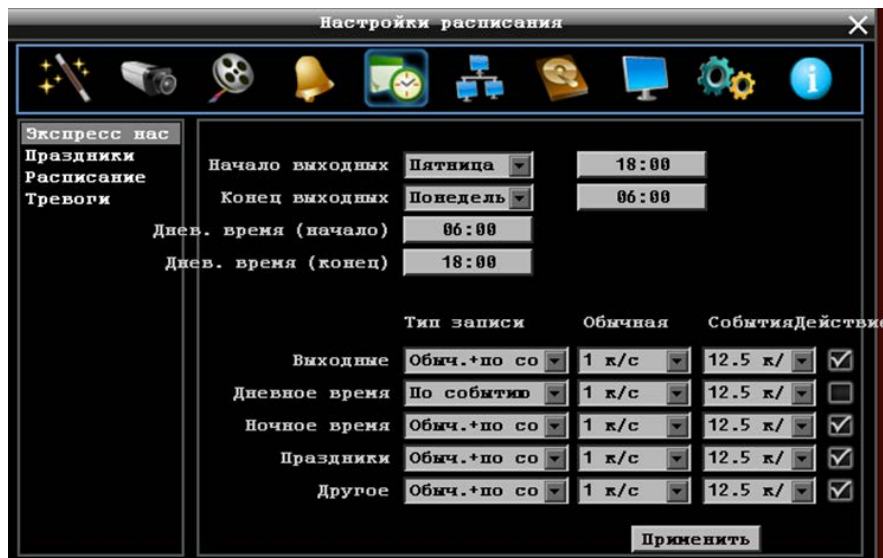 Настройки расписания
Экспресс нас
Праздники
Расписание
Тревоги
Начало выходных Пятница 18:00
Конец выходных Понедель 06:00
Днев. время (начало) 06:00
Днев. время (конец) 18:00
Тип записи Обычная События Действие
Выходные Обыч.+по со 1 к/с 12.5 к/
Дневное время По событию 1 к/с 12.5 к/
Ночное время Обыч.+по со 1 к/с 12.5 к/
Праздники Обыч.+по со 1 к/с 12.5 к/
Другое Обыч.+по со 1 к/с 12.5 к/
Применить